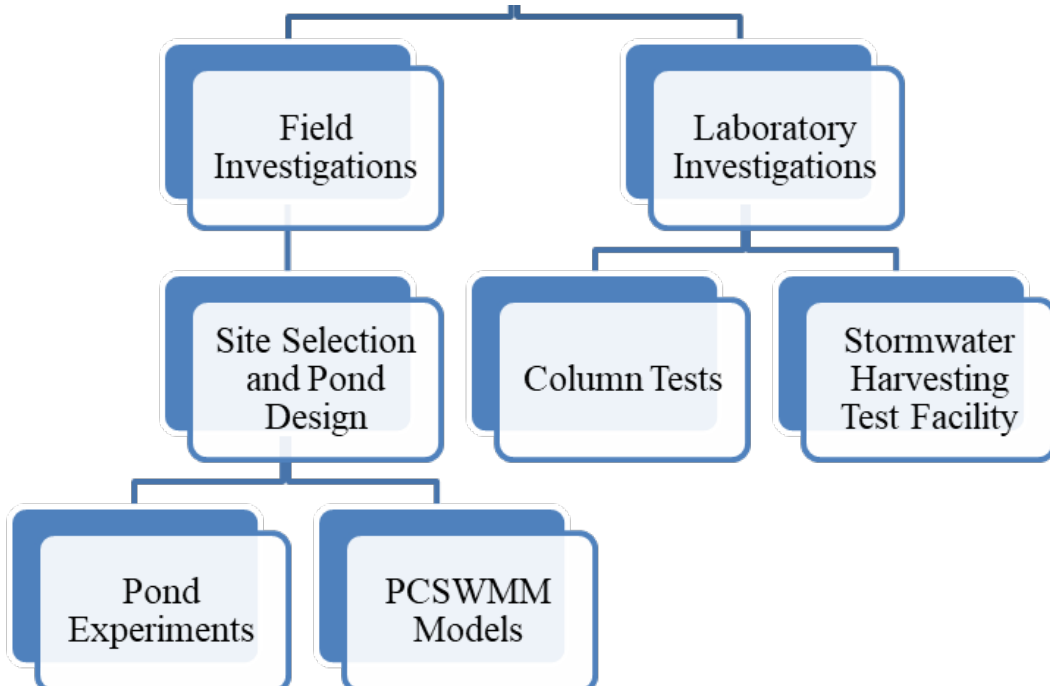 Field
Investigations
Laboratory
Investigations
Site Selection
and Pond
Design
Column Tests
Stormwater
Harvesting
Test Facility
Pond
Experiments
PCSWMM
Models